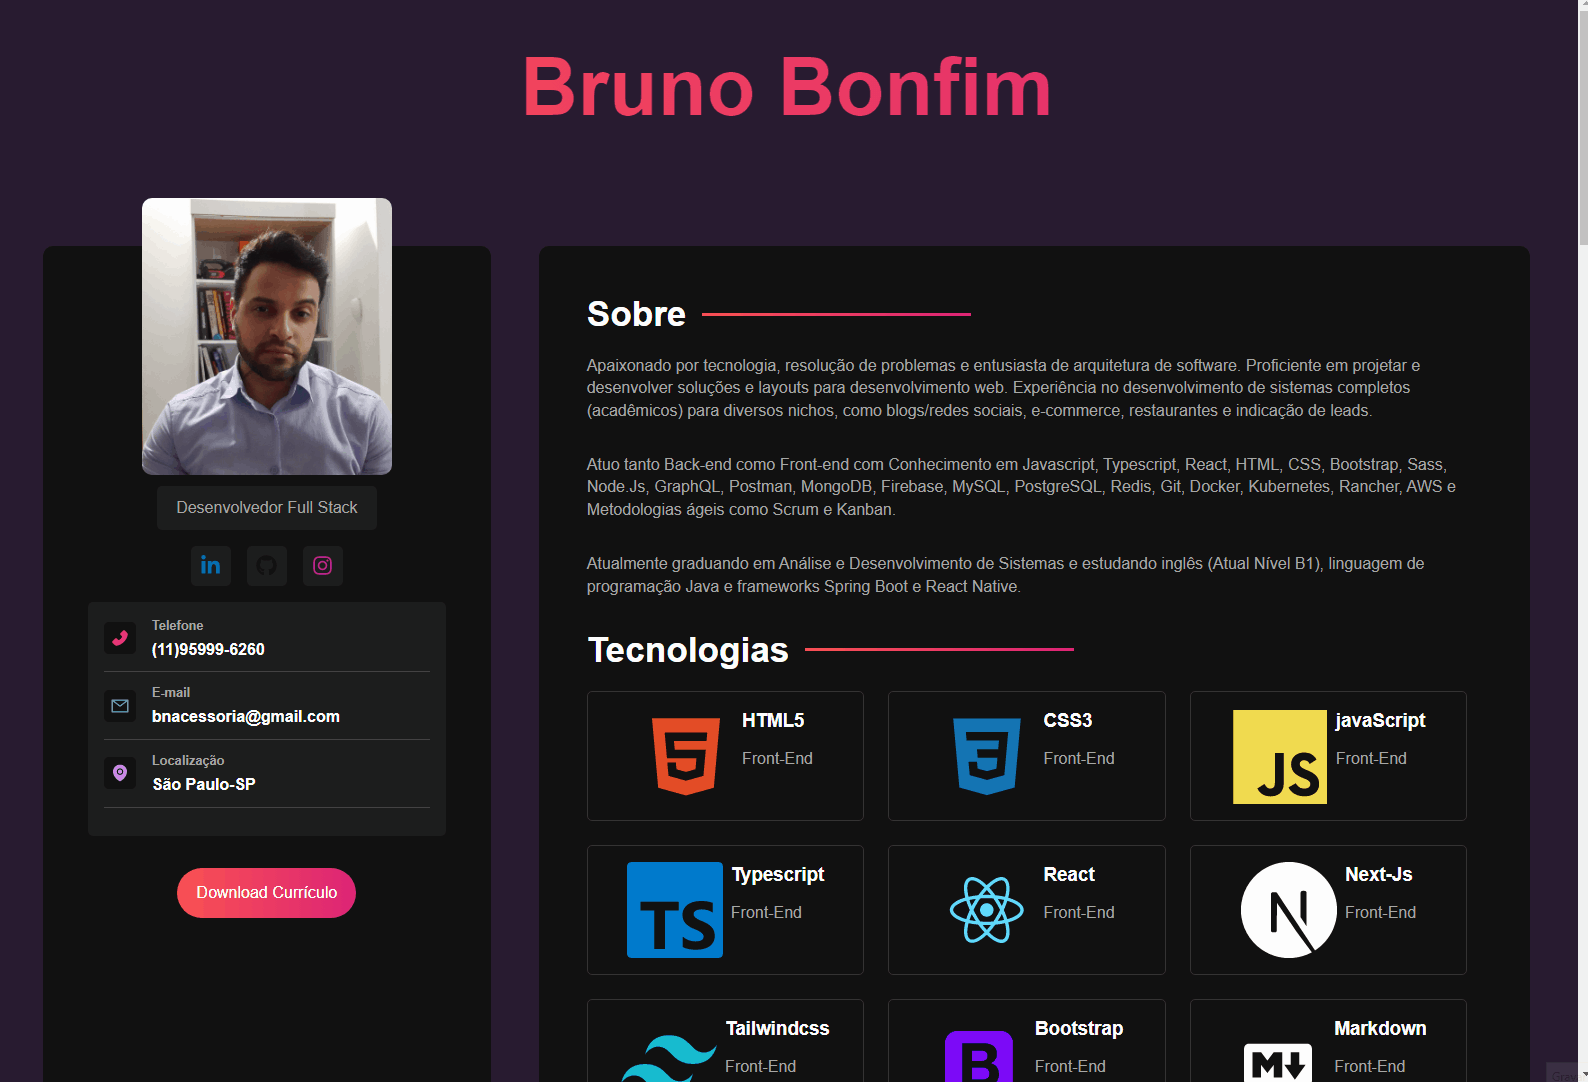 Bruno Bonfim
Desenvolvedor Full Stack
in
Telefone
(11)95999-6260
E-mail
bnacessoria@gmail.com
Localização
São Paulo-SP
Download Currículo
Sobre
Apaixonado por tecnologia, resolução de problemas e entusiasta de arquitetura de software. Proficiente em projetar e
desenvolver soluções e layouts para desenvolvimento web. Experiência no desenvolvimento de sistemas completos
(acadêmicos) para diversos nichos, como blogs/redes sociais, e-commerce, restaurantes e indicação de leads.
Atuo tanto Back-end como Front-end com Conhecimento em Javascript, Typescript, React, HTML, CSS, Bootstrap, Sass,
Node.Js, GraphQL, Postman, MongoDB, Firebase, MySQL, PostgreSQL, Redis, Git, Docker, Kubernetes, Rancher, AWS e
Metodologias ágeis como Scrum e Kanban.
Atualmente graduando em Análise e Desenvolvimento de Sistemas e estudando inglês (Atual Nível B1), linguagem de
programação Java e frameworks Spring Boot e React Native.
Tecnologias
5
HTML5
Front-End
3
CSS3
Front-End
JS
javaScript
Front-End
TS
Typescript
Front-End
React
Front-End
N
Next-Js
Front-End
Tailwindcss
Front-End
B
Bootstrap
Front-End
M
Markdown
Front-End